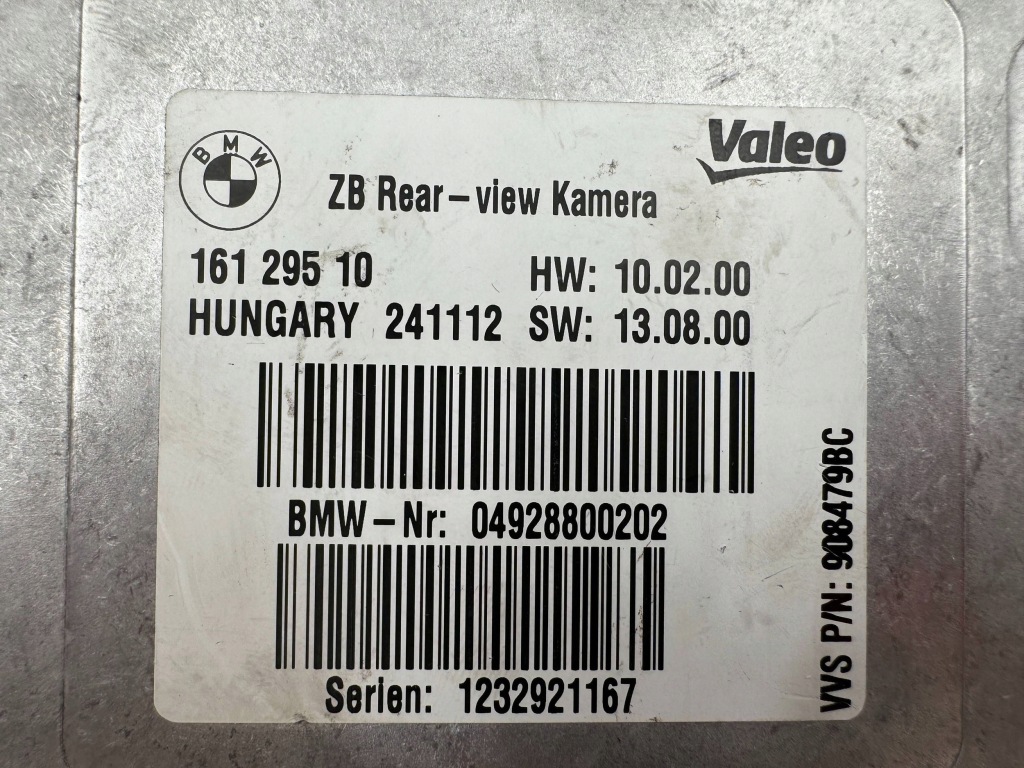 BMW
Valeo
ZB Rear-view Kamera
161 295 10 HW: 10.02.00
HUNGARY 241112 SW: 13.08.00
BMW-Nr: 04928800202
Serien: 1232921167
VVS P/N: 908479BC